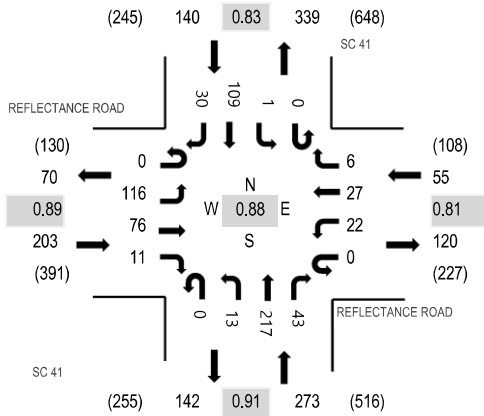 (245) 140 0.83 339 (648)
SC 41
REFLECTANCE ROAD
30 109 1 0
(130) (108)
0 6
70 55
116 27
N
0.89 W 0.88 E 0.81
76 22
S
203 120
11 0
(391) (227)
0 13 217 43
REFLECTANCE ROAD
SC 41
(255) 142 0.91 273 (516)